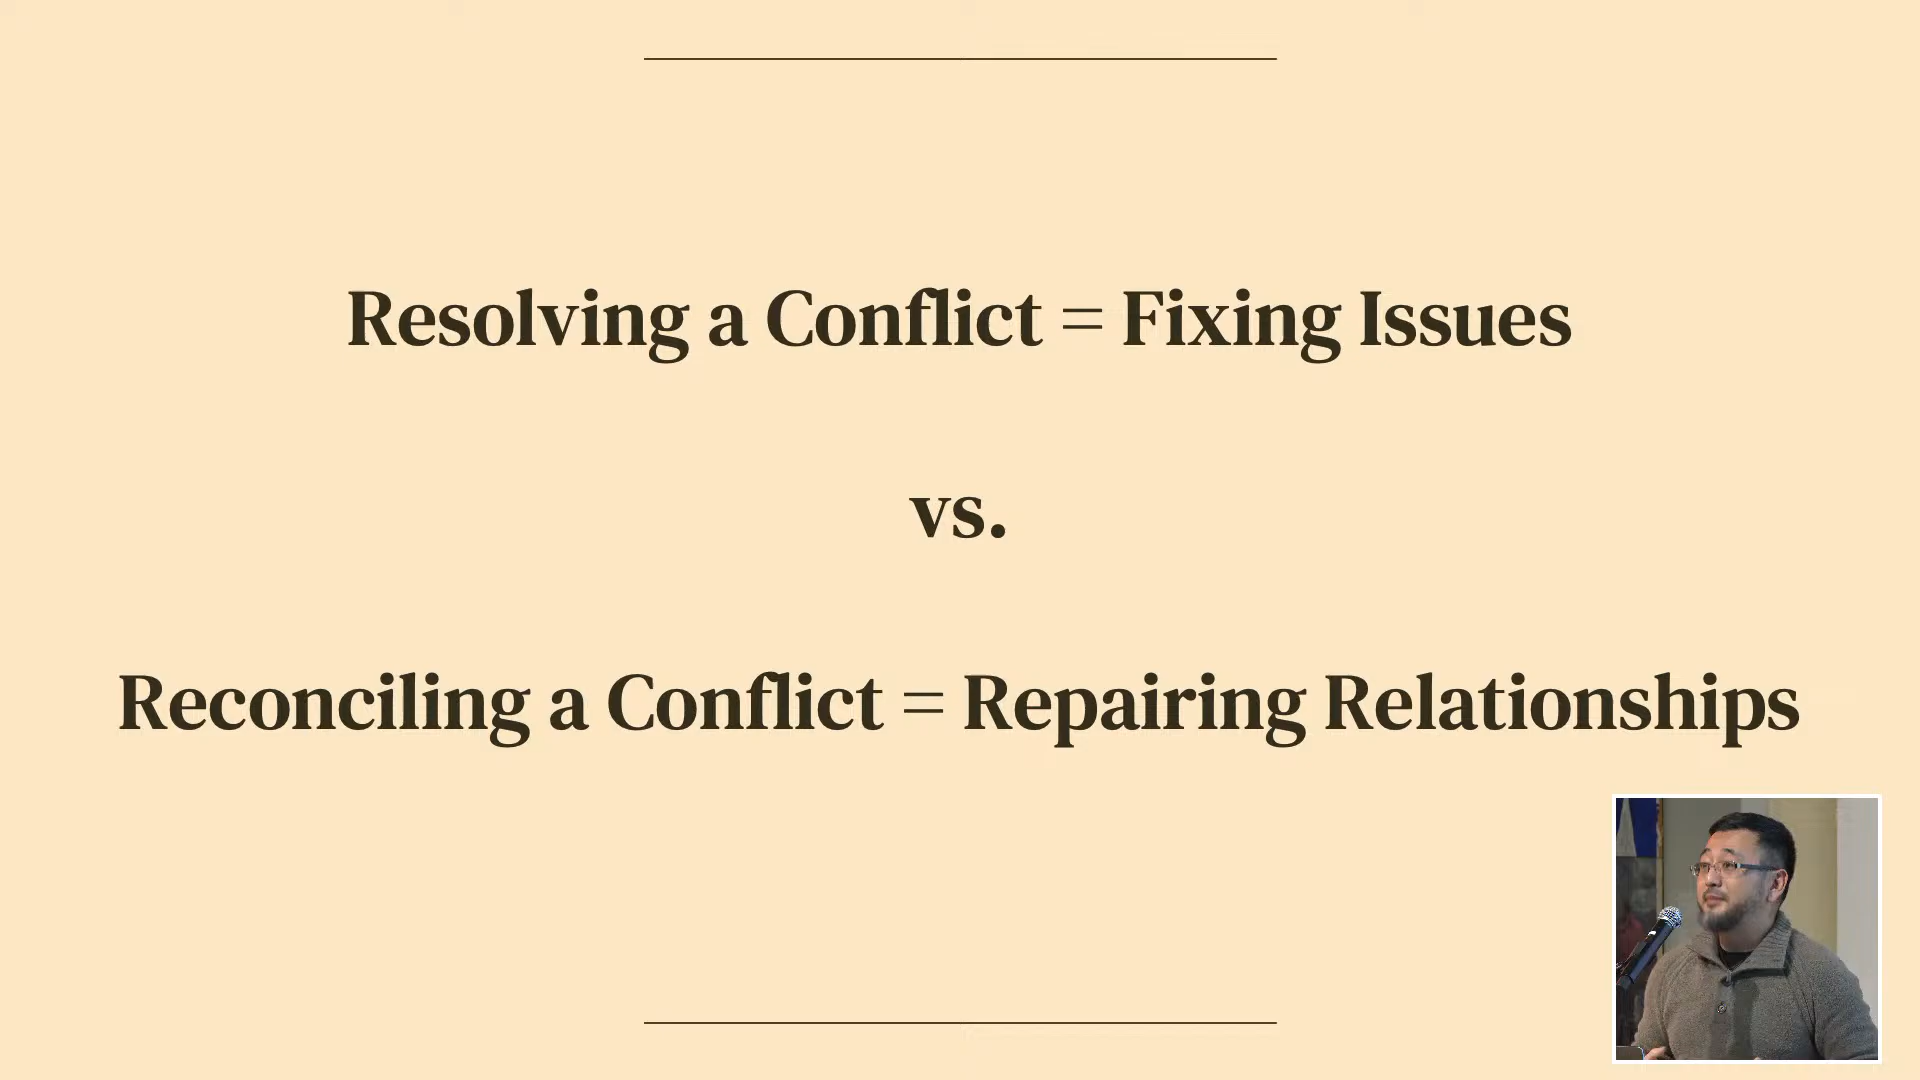 Resolving a Conflict = Fixing Issues
vs.
Reconciling a Conflict = Repairing Relationships